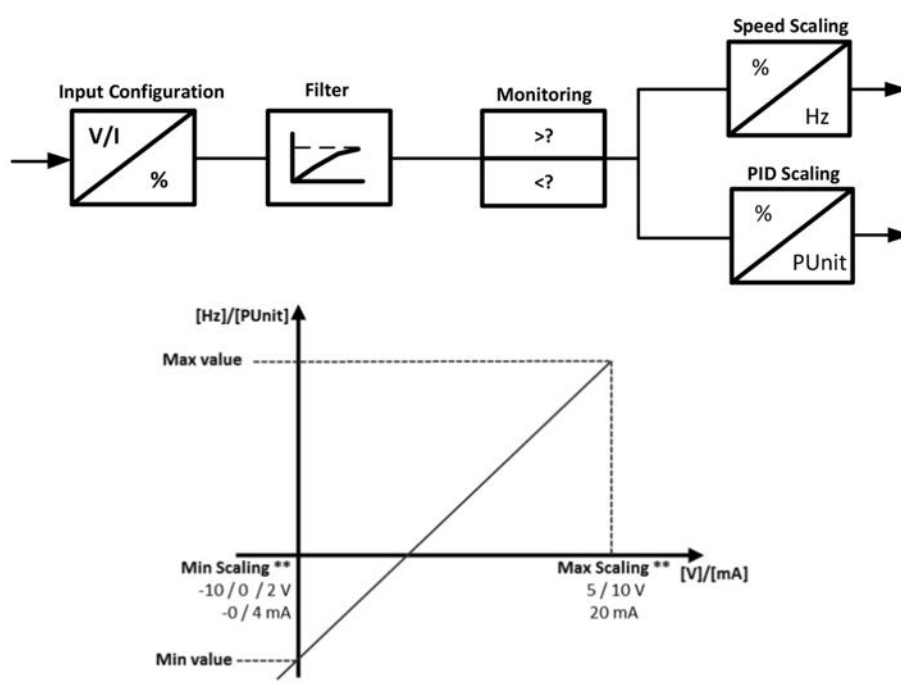 Speed Scaling
%
Hz
Input Configuration
V/I
%
Filter
Monitoring
>?
<?
PID Scaling
%
PUnit
[Hz]/[PUnit]
Max value
Min Scaling **
-10 / 0 / 2 V
-0 / 4 mA
Max Scaling **
5 / 10 V
20 mA
[V]/[mA]
Min value